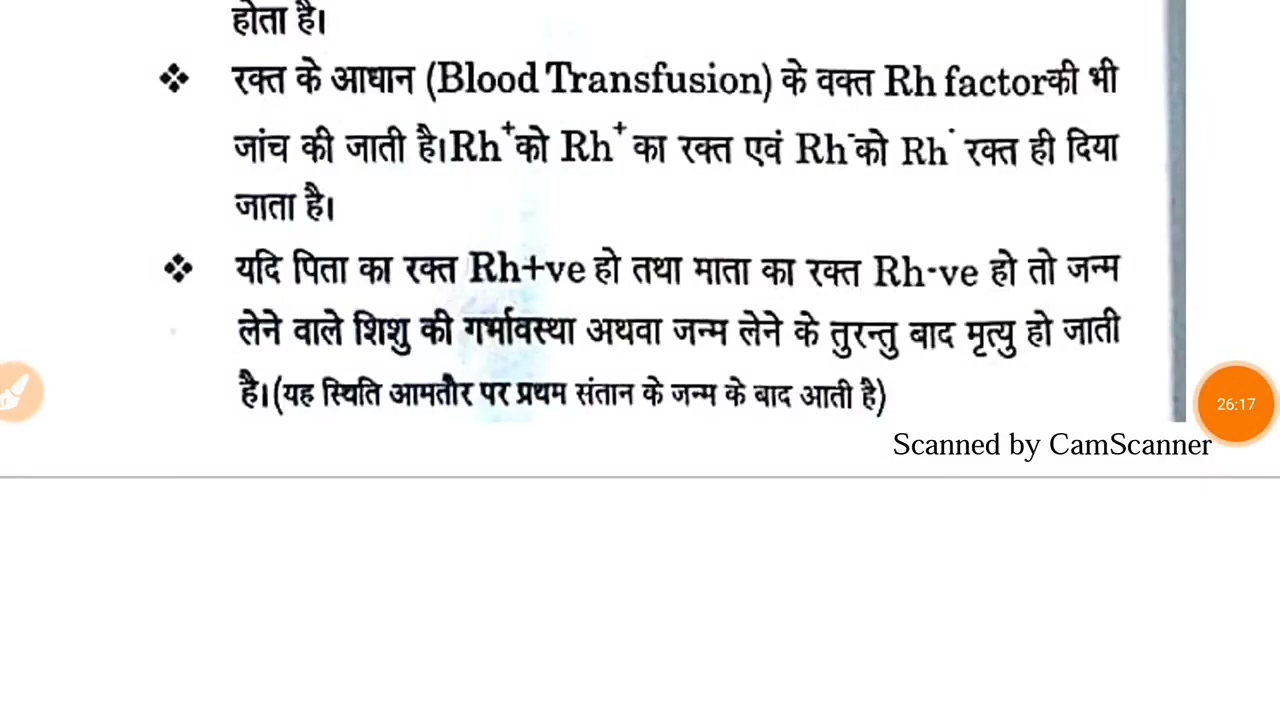 होता है।
❖ रक्त के आधान (Blood Transfusion) के वक्त Rh factorकी भी
जांच की जाती है।Rh⁺को Rh⁺ का रक्त एवं Rh⁻को Rh⁻ रक्त ही दिया
जाता है।
❖ यदि पिता का रक्त Rh+ve हो तथा माता का रक्त Rh-ve हो तो जन्म
लेने वाले शिशु की गर्भावस्था अथवा जन्म लेने के तुरन्तु बाद मृत्यु हो जाती
है।(यह स्थिति आमतौर पर प्रथम संतान के जन्म के बाद आती है)
26:17
Scanned by CamScanner